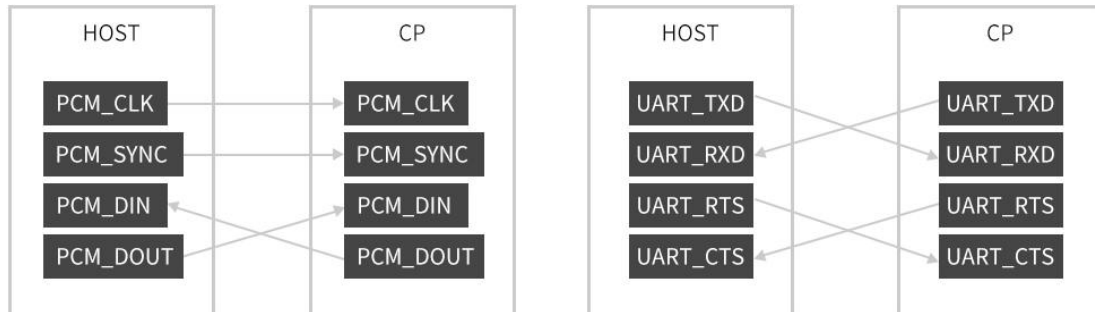 HOST CP HOST CP
PCM_CLK PCM_CLK UART_TXD UART_TXD
PCM_SYNC PCM_SYNC UART_RXD UART_RXD
PCM_DIN PCM_DIN UART_RTS UART_RTS
PCM_DOUT PCM_DOUT UART_CTS UART_CTS